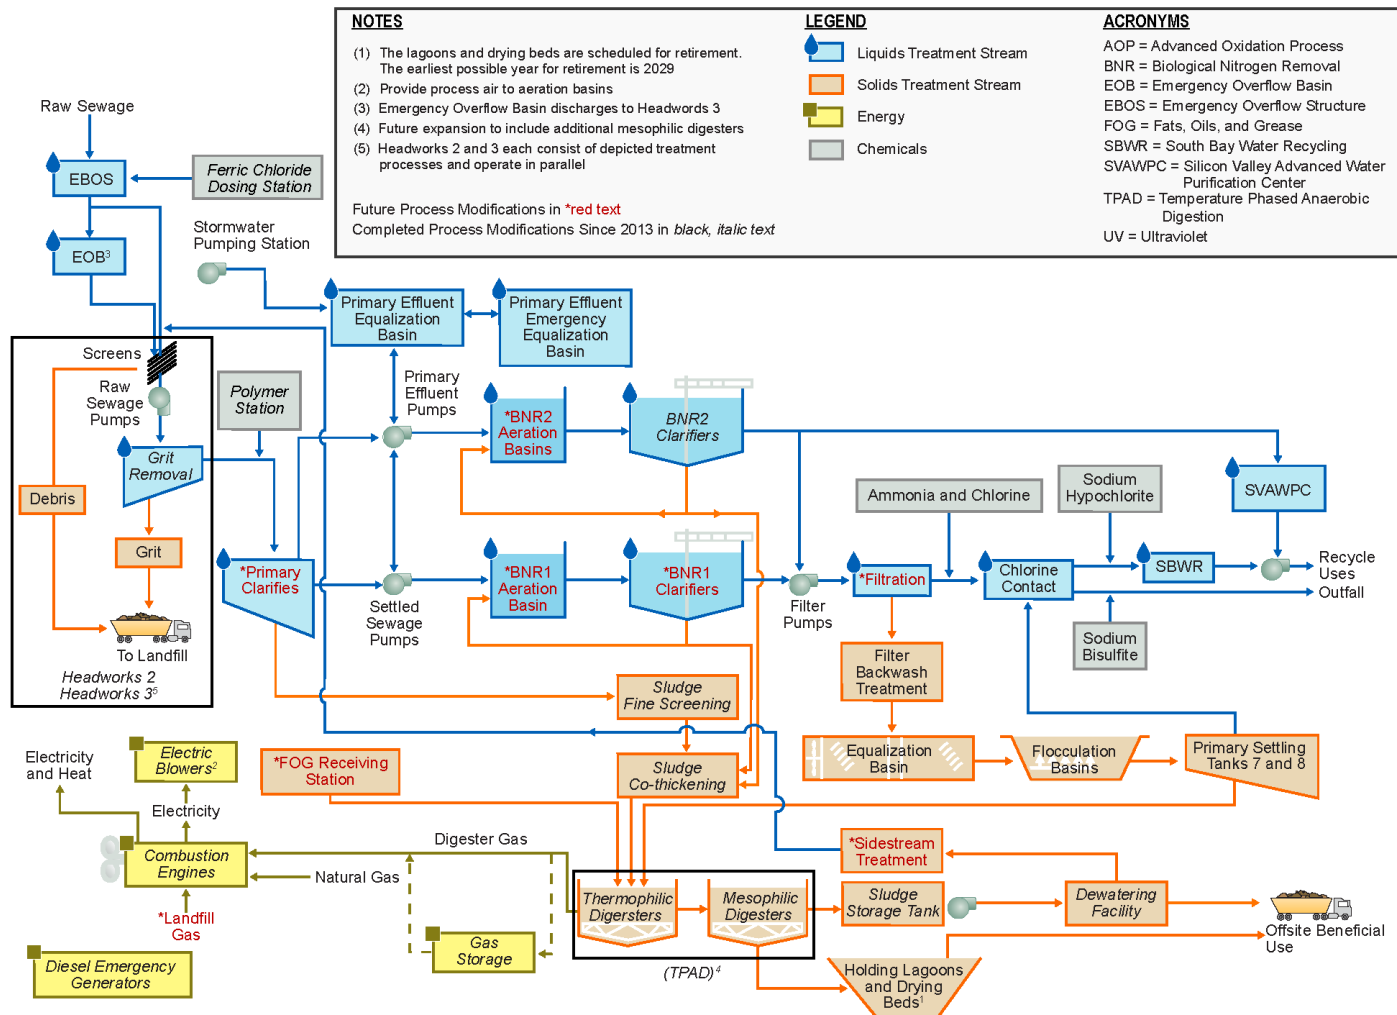 NOTES
(1) The lagoons and drying beds are scheduled for retirement.
The earliest possible year for retirement is 2029
(2) Provide process air to aeration basins
(3) Emergency Overflow Basin discharges to Headwords 3
(4) Future expansion to include additional mesophilic digesters
(5) Headworks 2 and 3 each consist of depicted treatment
processes and operate in parallel
Future Process Modifications in *red text
Completed Process Modifications Since 2013 in black, italic text
LEGEND
Liquids Treatment Stream
Solids Treatment Stream
Energy
Chemicals
ACRONYMS
AOP = Advanced Oxidation Process
BNR = Biological Nitrogen Removal
EOB = Emergency Overflow Basin
EBOS = Emergency Overflow Structure
FOG = Fats, Oils, and Grease
SBWR = South Bay Water Recycling
SVAWPC = Silicon Valley Advanced Water
Purification Center
TPAD = Temperature Phased Anaerobic
Digestion
UV = Ultraviolet
Raw Sewage
EBOS
Ferric Chloride
Dosing Station
EOB3
Stormwater
Pumping Station
Primary Effluent
Equalization
Basin
Primary Effluent
Emergency
Equalization
Basin
Screens
Raw
Sewage
Pumps
Polymer
Station
Primary
Effluent
Pumps
*BNR2
Aeration
Basins
BNR2
Clarifiers
Grit
Removal
Debris
Grit
To Landfill
Headworks 2
Headworks 35
*Primary
Clarifies
Settled
Sewage
Pumps
*BNR1
Aeration
Basin
*BNR1
Clarifiers
Filter
Pumps
Ammonia and Chlorine
Sodium
Hypochlorite
SVAWPC
*Filtration
Chlorine
Contact
SBWR
Recycle
Uses
Outfall
Sodium
Bisulfite
Filter
Backwash
Treatment
Sludge
Fine Screening
Sludge
Co-thickening
Equalization
Basin
Flocculation
Basins
Primary Settling
Tanks 7 and 8
Electricity
and Heat
Electric
Blowers2
*FOG Receiving
Station
Electricity
Combustion
Engines
Digester Gas
Natural Gas
*Landfill
Gas
Diesel Emergency
Generators
Gas
Storage
Thermophilic
Digersters
Mesophilic
Digesters
(TPAD)4
*Sidestream
Treatment
Sludge
Storage Tank
Dewatering
Facility
Offsite Beneficial
Use
Holding Lagoons
and Drying
Beds1